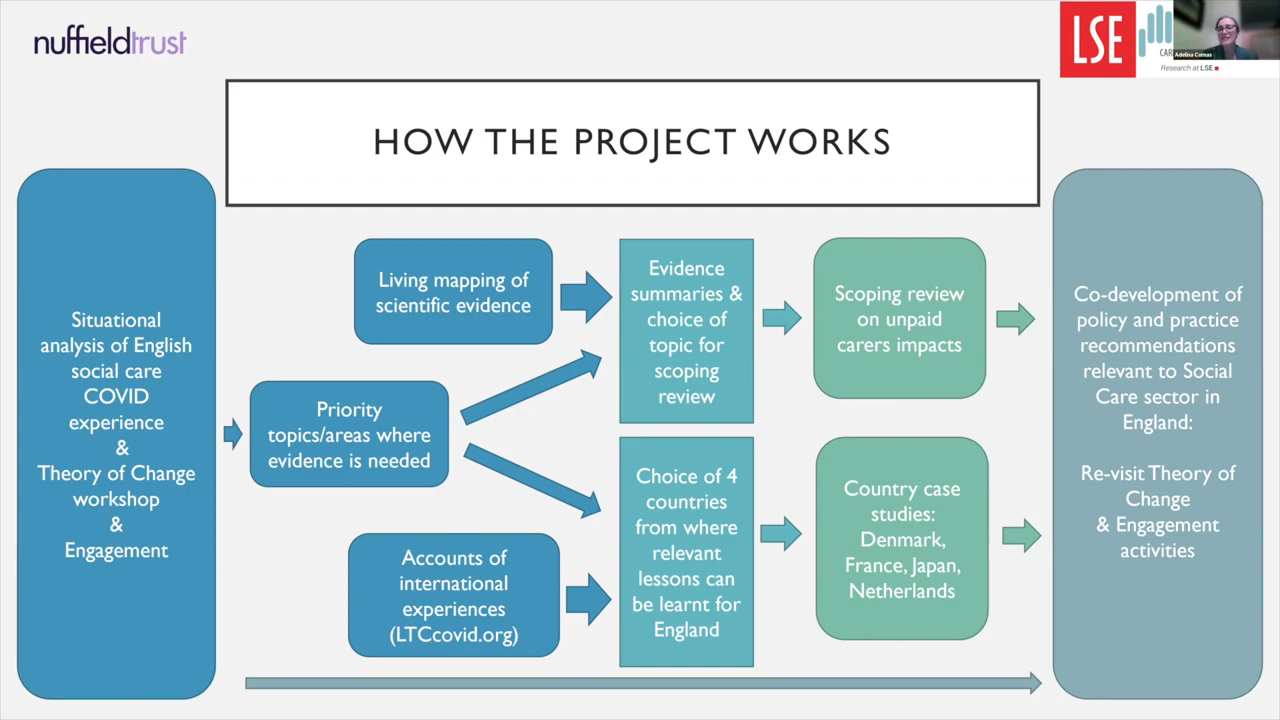 nuffieldtrust
LSE
CARE
Adelina Comas
Research at LSE
HOW THE PROJECT WORKS
Situational
analysis of English
social care
COVID
experience
&
Theory of Change
workshop
&
Engagement
Priority
topics/areas where
evidence is needed
Living mapping of
scientific evidence
Accounts of
international
experiences
(LTCcovid.org)
Evidence
summaries &
choice of
topic for
scoping
review
Choice of 4
countries
from where
relevant
lessons can
be learnt for
England
Scoping review
on unpaid
carers impacts
Country case
studies:
Denmark,
France, Japan,
Netherlands
Co-development of
policy and practice
recommendations
relevant to Social
Care sector in
England:
Re-visit Theory of
Change
& Engagement
activities